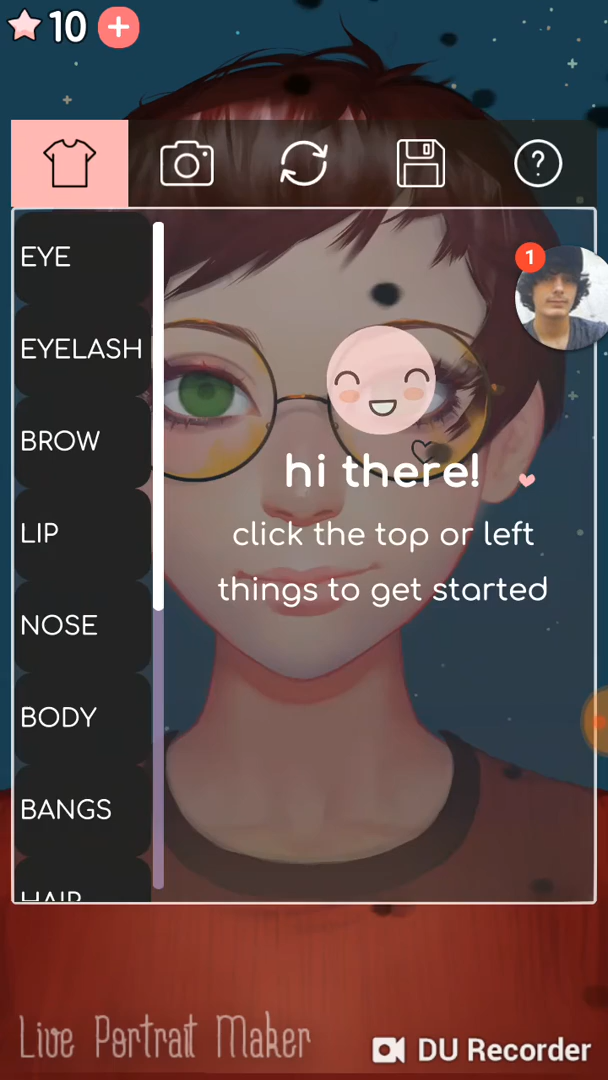 10
EYE
1
EYELASH
BROW
hi there!
LIP
click the top or left
things to get started
NOSE
BODY
BANGS
HAIR
Live Portrait Maker
DU Recorder